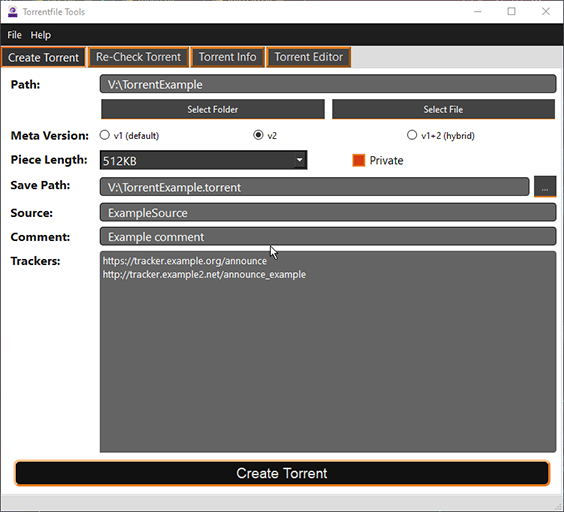 Torrentfile Tools
File Help
Create Torrent Re-Check Torrent Torrent Info Torrent Editor
Path: V:\TorrentExample
Select Folder Select File
Meta Version: v1 (default) v2 v1+2 (hybrid)
Piece Length: 512KB Private
Save Path: V:\TorrentExample.torrent ...
Source: ExampleSource
Comment: Example comment
Trackers: https://tracker.example.org/announce
http://tracker.example2.net/announce_example
Create Torrent